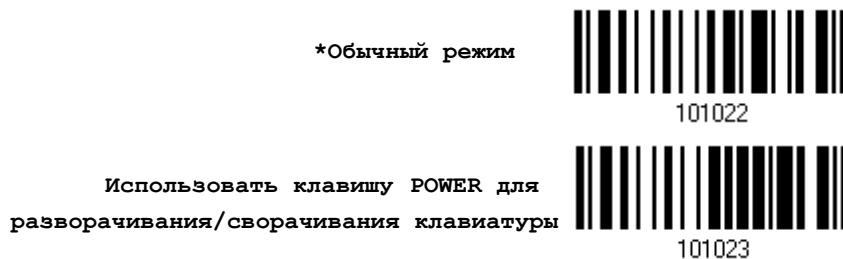 *Обычный режим
101022
Использовать клавишу POWER для
разворачивания/сворачивания клавиатуры
101023